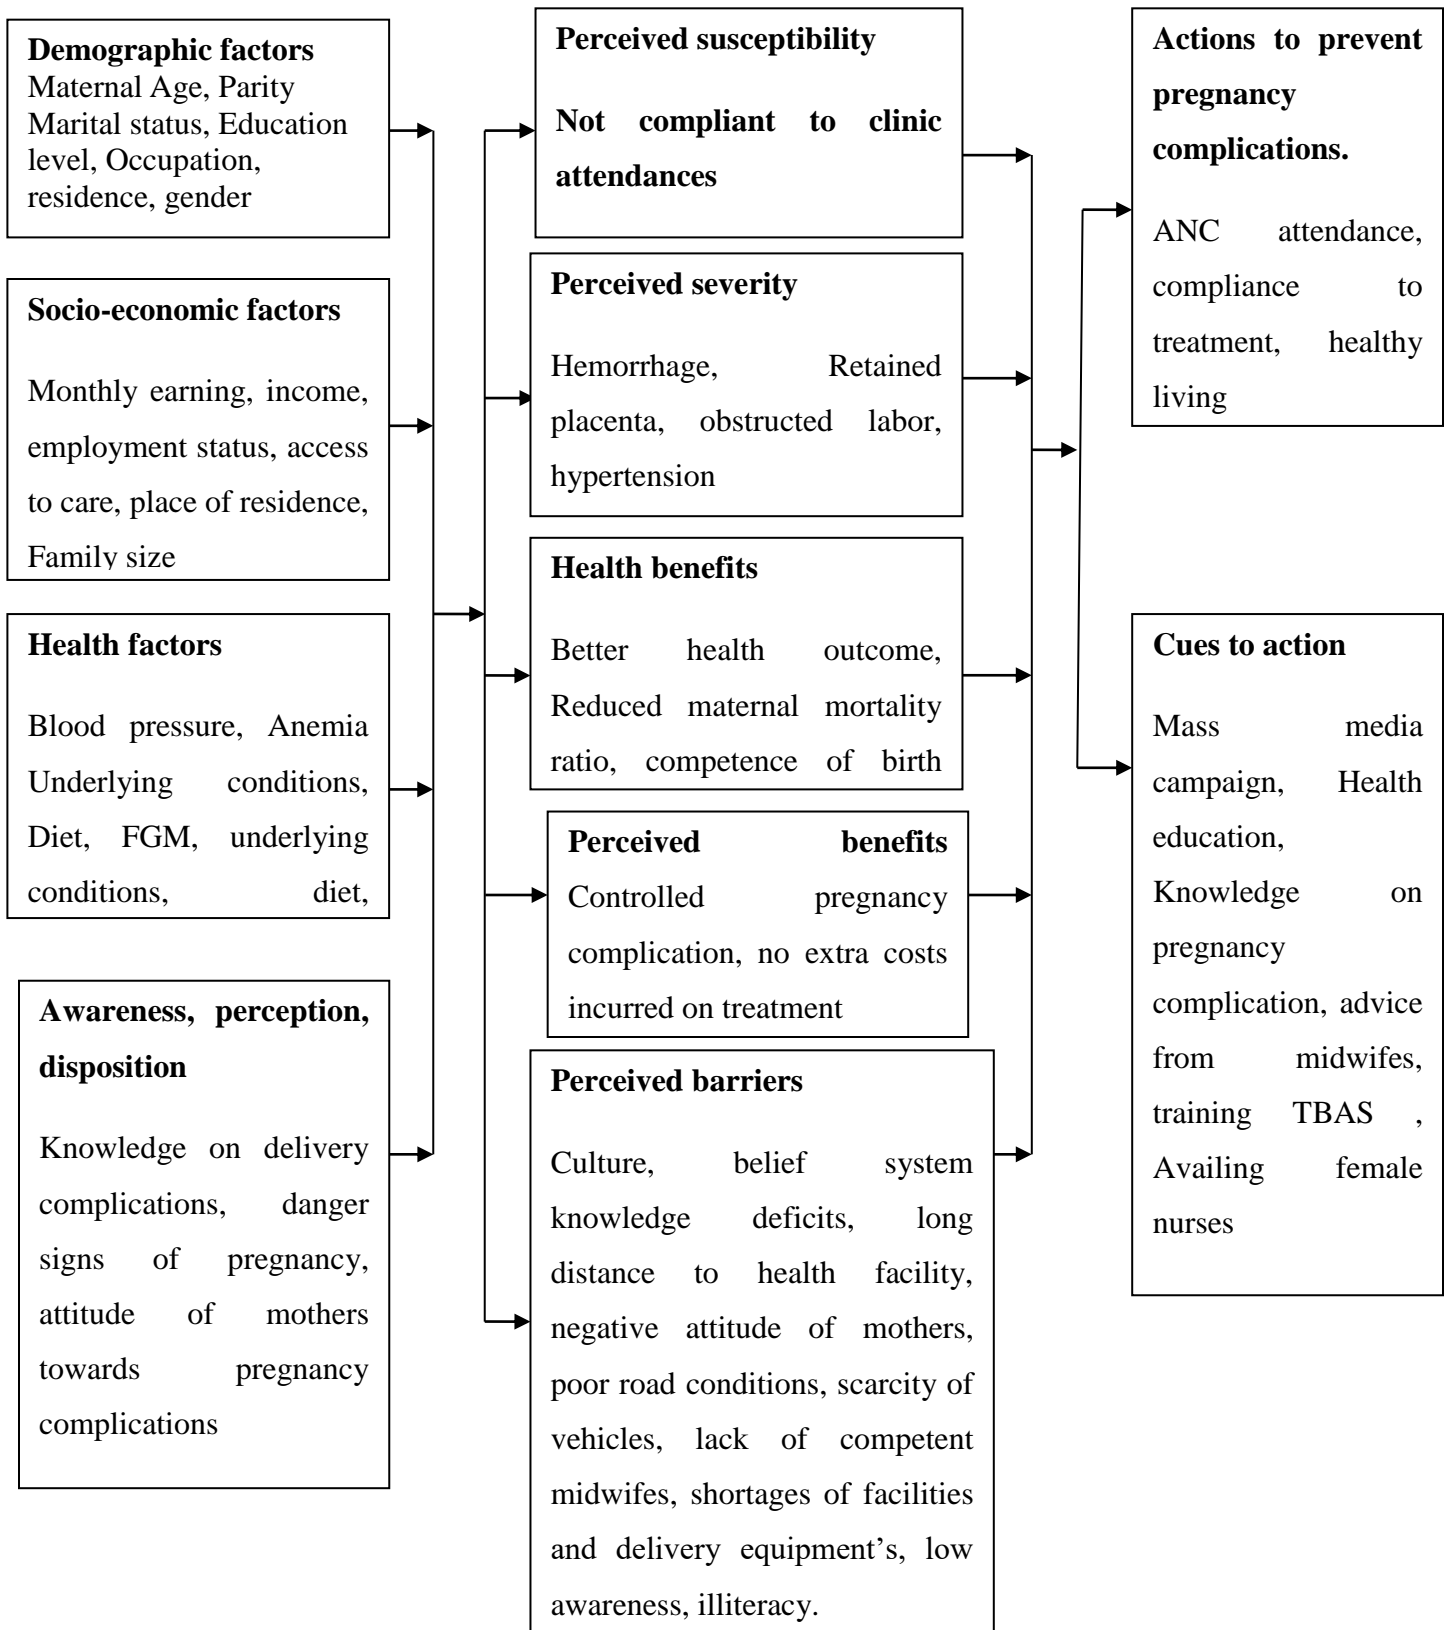 Demographic factors
Maternal Age, Parity
Marital status, Education
level, Occupation,
residence, gender
Socio-economic factors
Monthly earning, income,
employment status, access
to care, place of residence,
Family size
Health factors
Blood pressure, Anemia
Underlying conditions,
Diet, FGM, underlying
conditions, diet,
Awareness, perception,
disposition
Knowledge on delivery
complications, danger
signs of pregnancy,
attitude of mothers
towards pregnancy
complications
Perceived susceptibility
Not compliant to clinic
attendances
Perceived severity
Hemorrhage, Retained
placenta, obstructed labor,
hypertension
Health benefits
Better health outcome,
Reduced maternal mortality
ratio, competence of birth
Perceived benefits
Controlled pregnancy
complication, no extra costs
incurred on treatment
Perceived barriers
Culture, belief system
knowledge deficits, long
distance to health facility,
negative attitude of mothers,
poor road conditions, scarcity of
vehicles, lack of competent
midwifes, shortages of facilities
and delivery equipment’s, low
awareness, illiteracy.
Actions to prevent
pregnancy
complications.
ANC attendance,
compliance to
treatment, healthy
living
Cues to action
Mass media
campaign, Health
education,
Knowledge on
pregnancy
complication, advice
from midwifes,
training TBAS ,
Availing female
nurses